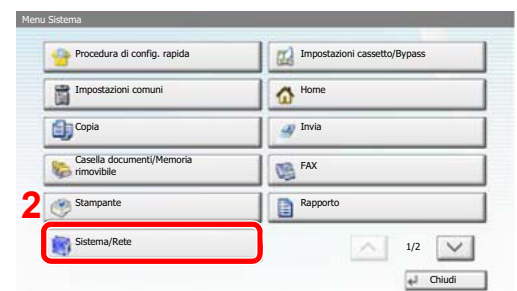 Menu Sistema
Procedura di config. rapida
Impostazioni cassetto/Bypass
Impostazioni comuni
Home
Copia
Invia
Casella documenti/Memoria
rimovibile
FAX
Stampante
Rapporto
2
Sistema/Rete
1/2
Chiudi